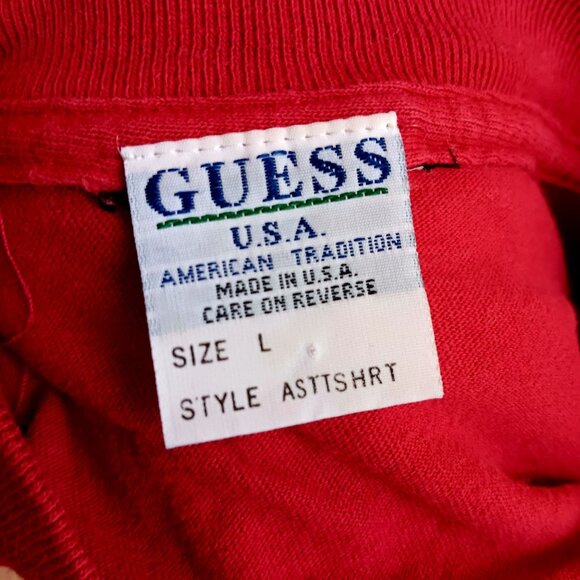 GUESS
U.S.A.
AMERICAN TRADITION
MADE IN U.S.A.
CARE ON REVERSE
SIZE L
STYLE ASTTSHRT